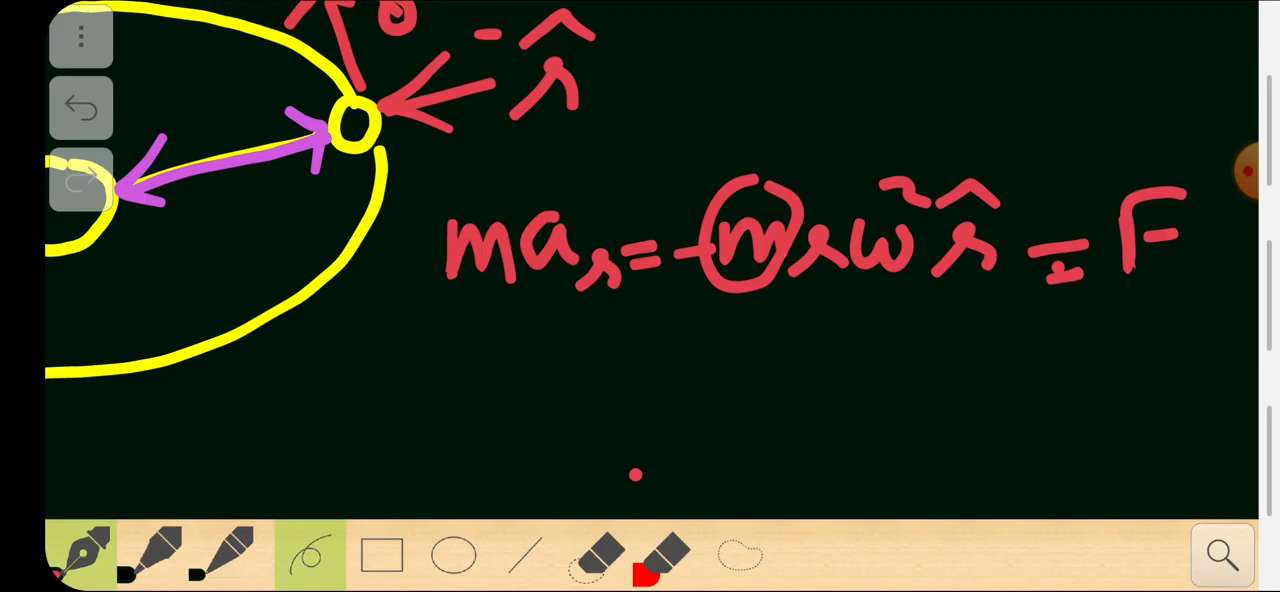 θ
- r̂
ma_r = -mrω² r̂ = F